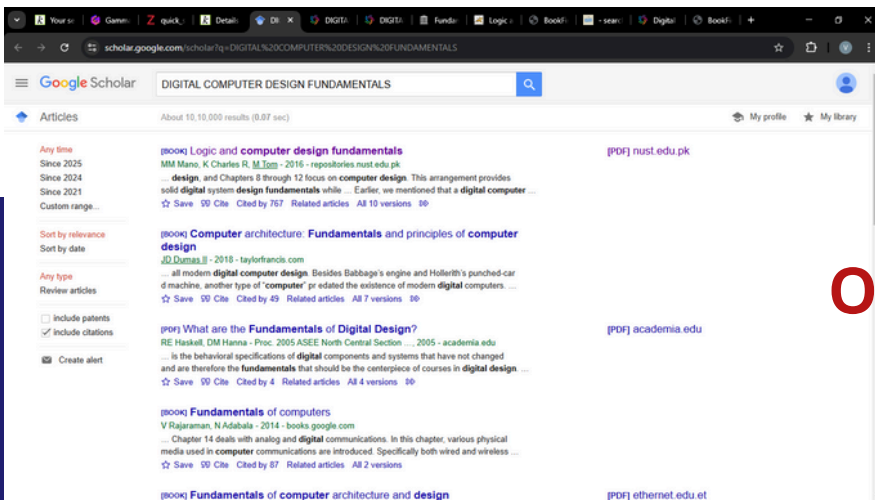 Your se
Gamm
quick_
Details
DI
DIGITA
DIGITA
Fundar
Logic a
BookFi
- searc
Digital
BookFi
scholar.google.com/scholar?q=DIGITAL%20COMPUTER%20DESIGN%20FUNDAMENTALS
Google Scholar
DIGITAL COMPUTER DESIGN FUNDAMENTALS
Articles
About 10,10,000 results (0.07 sec)
My profile
My library
Any time
Since 2025
Since 2024
Since 2021
Custom range...
Sort by relevance
Sort by date
Any type
Review articles
include patents
include citations
Create alert
[BOOK] Logic and computer design fundamentals
MM Mano, K Charles R, M Tom - 2016 - repositories.nust.edu.pk
... design, and Chapters 8 through 12 focus on computer design. This arrangement provides
solid digital system design fundamentals while ... Earlier, we mentioned that a digital computer ...
Save Cite Cited by 767 Related articles All 10 versions
[PDF] nust.edu.pk
[BOOK] Computer architecture: Fundamentals and principles of computer
design
JD Dumas II - 2018 - taylorfrancis.com
... all modern digital computer design. Besides Babbage's engine and Hollerith's punched-car
d machine, another type of "computer" pr edated the existence of modern digital computers. ...
Save Cite Cited by 49 Related articles All 7 versions
[PDF] What are the Fundamentals of Digital Design?
RE Haskell, DM Hanna - Proc. 2005 ASEE North Central Section ..., 2005 - academia.edu
... is the behavioral specifications of digital components and systems that have not changed
and are therefore the fundamentals that should be the centerpiece of courses in digital design. ...
Save Cite Cited by 4 Related articles All 4 versions
[PDF] academia.edu
[BOOK] Fundamentals of computers
V Rajaraman, N Adabala - 2014 - books.google.com
... Chapter 14 deals with analog and digital communications. In this chapter, various physical
media used in computer communications are introduced. Specifically both wired and wireless ...
Save Cite Cited by 87 Related articles All 2 versions
[BOOK] Fundamentals of computer architecture and design
[PDF] ethernet.edu.et
O